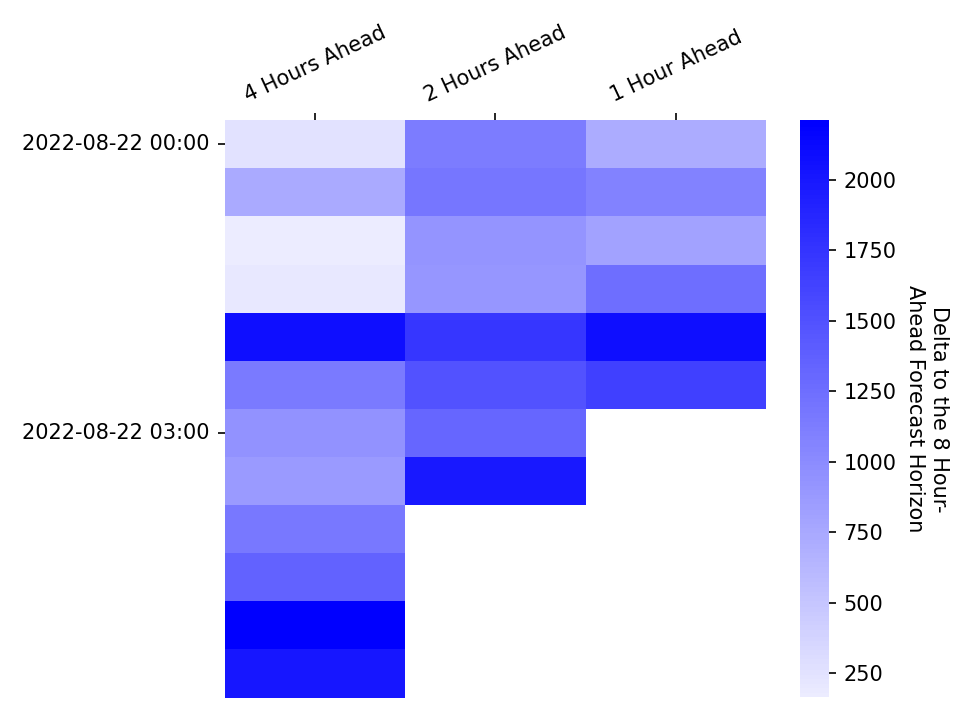 4 Hours Ahead
2 Hours Ahead
1 Hour Ahead
2022-08-22 00:00
2022-08-22 03:00
2000
1750
1500
1250
1000
750
500
250
Delta to the 8 Hour-
Ahead Forecast Horizon